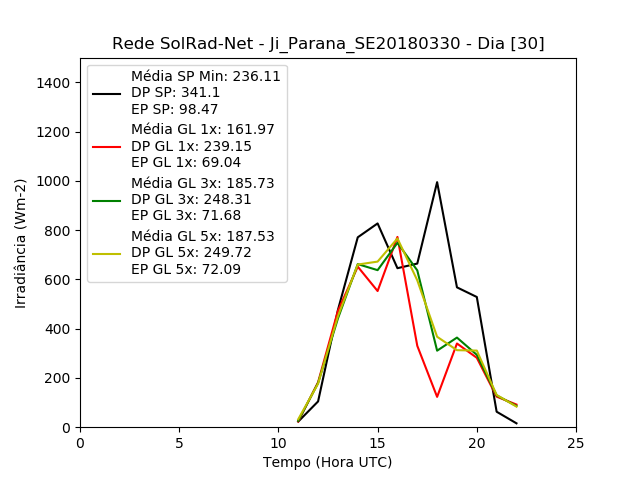 Rede SolRad-Net - Ji_Parana_SE20180330 - Dia [30]
Média SP Min: 236.11
DP SP: 341.1
EP SP: 98.47
Média GL 1x: 161.97
DP GL 1x: 239.15
EP GL 1x: 69.04
Média GL 3x: 185.73
DP GL 3x: 248.31
EP GL 3x: 71.68
Média GL 5x: 187.53
DP GL 5x: 249.72
EP GL 5x: 72.09
Irradiância (Wm-2)
1400
1200
1000
800
600
400
200
0
0 5 10 15 20 25
Tempo (Hora UTC)